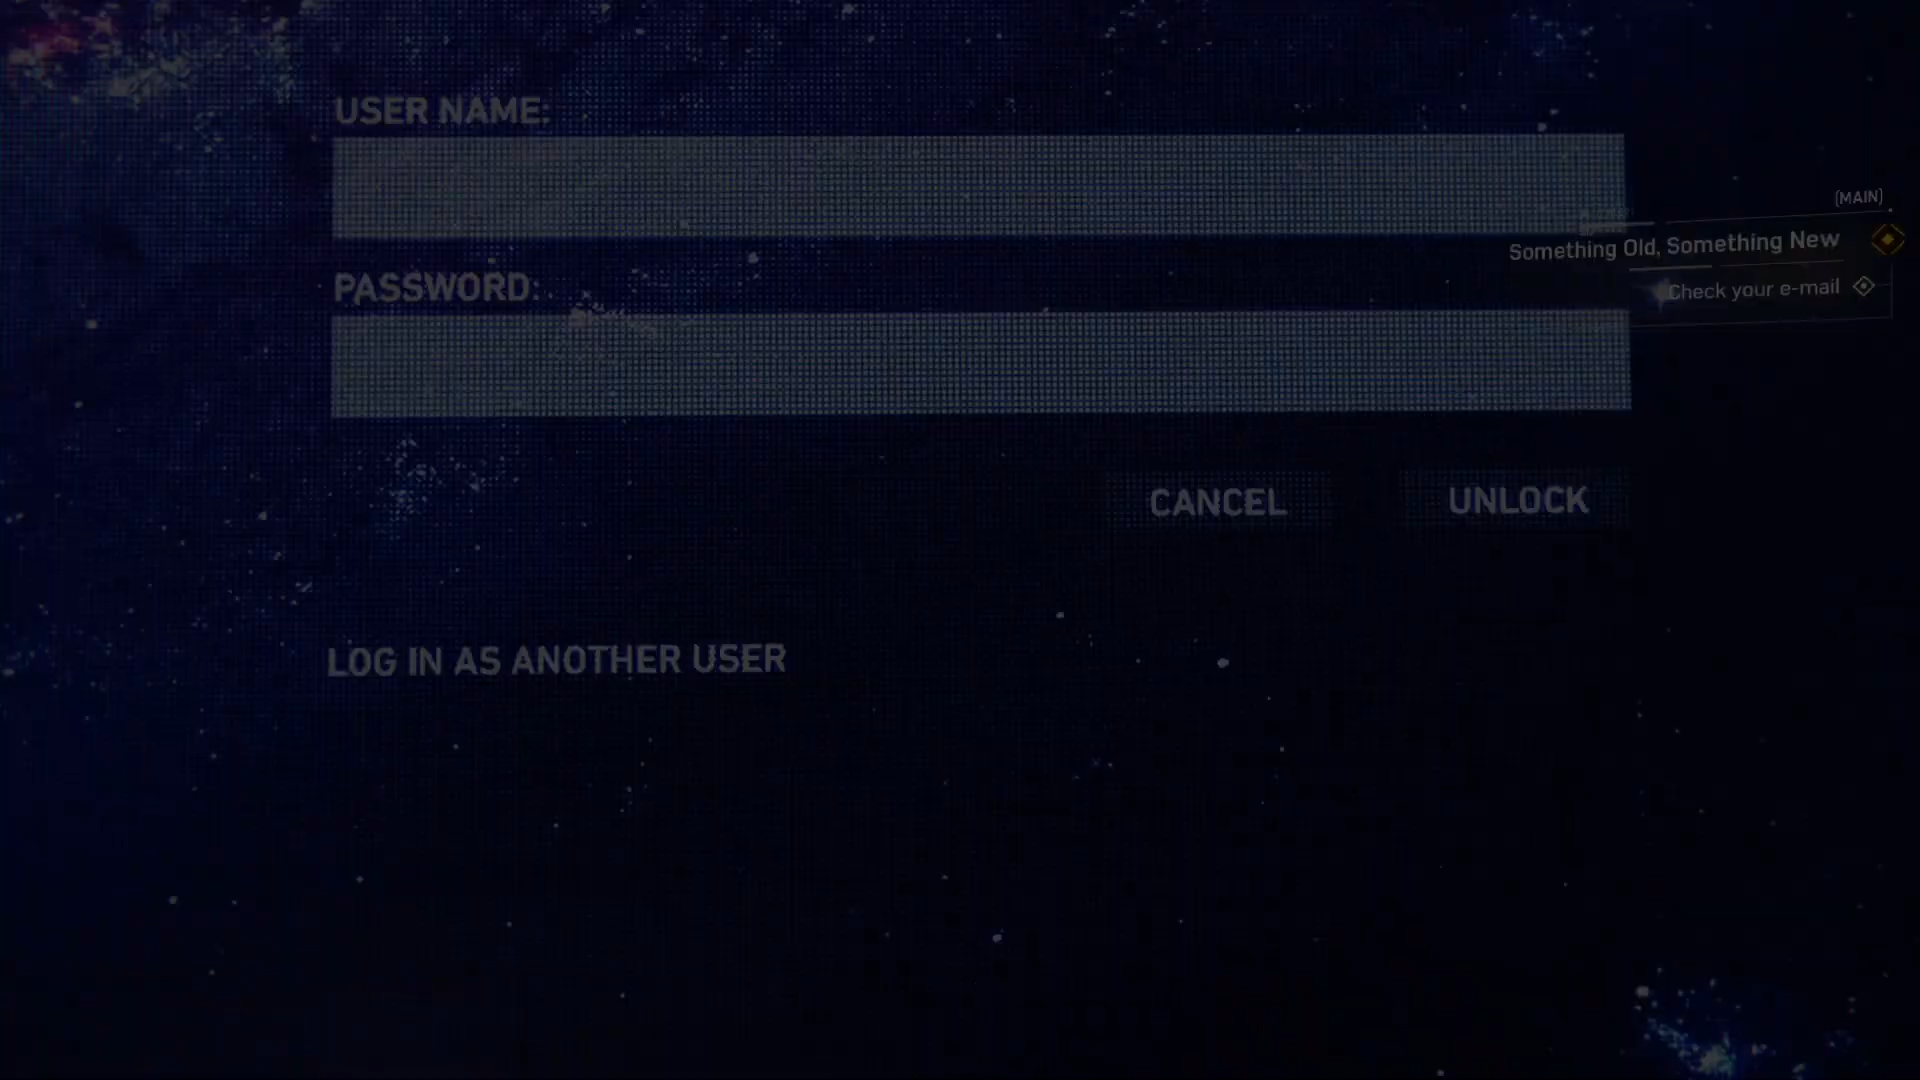 USER NAME:
(MAIN)
Something Old, Something New
PASSWORD:
Check your e-mail
CANCEL
UNLOCK
LOG IN AS ANOTHER USER